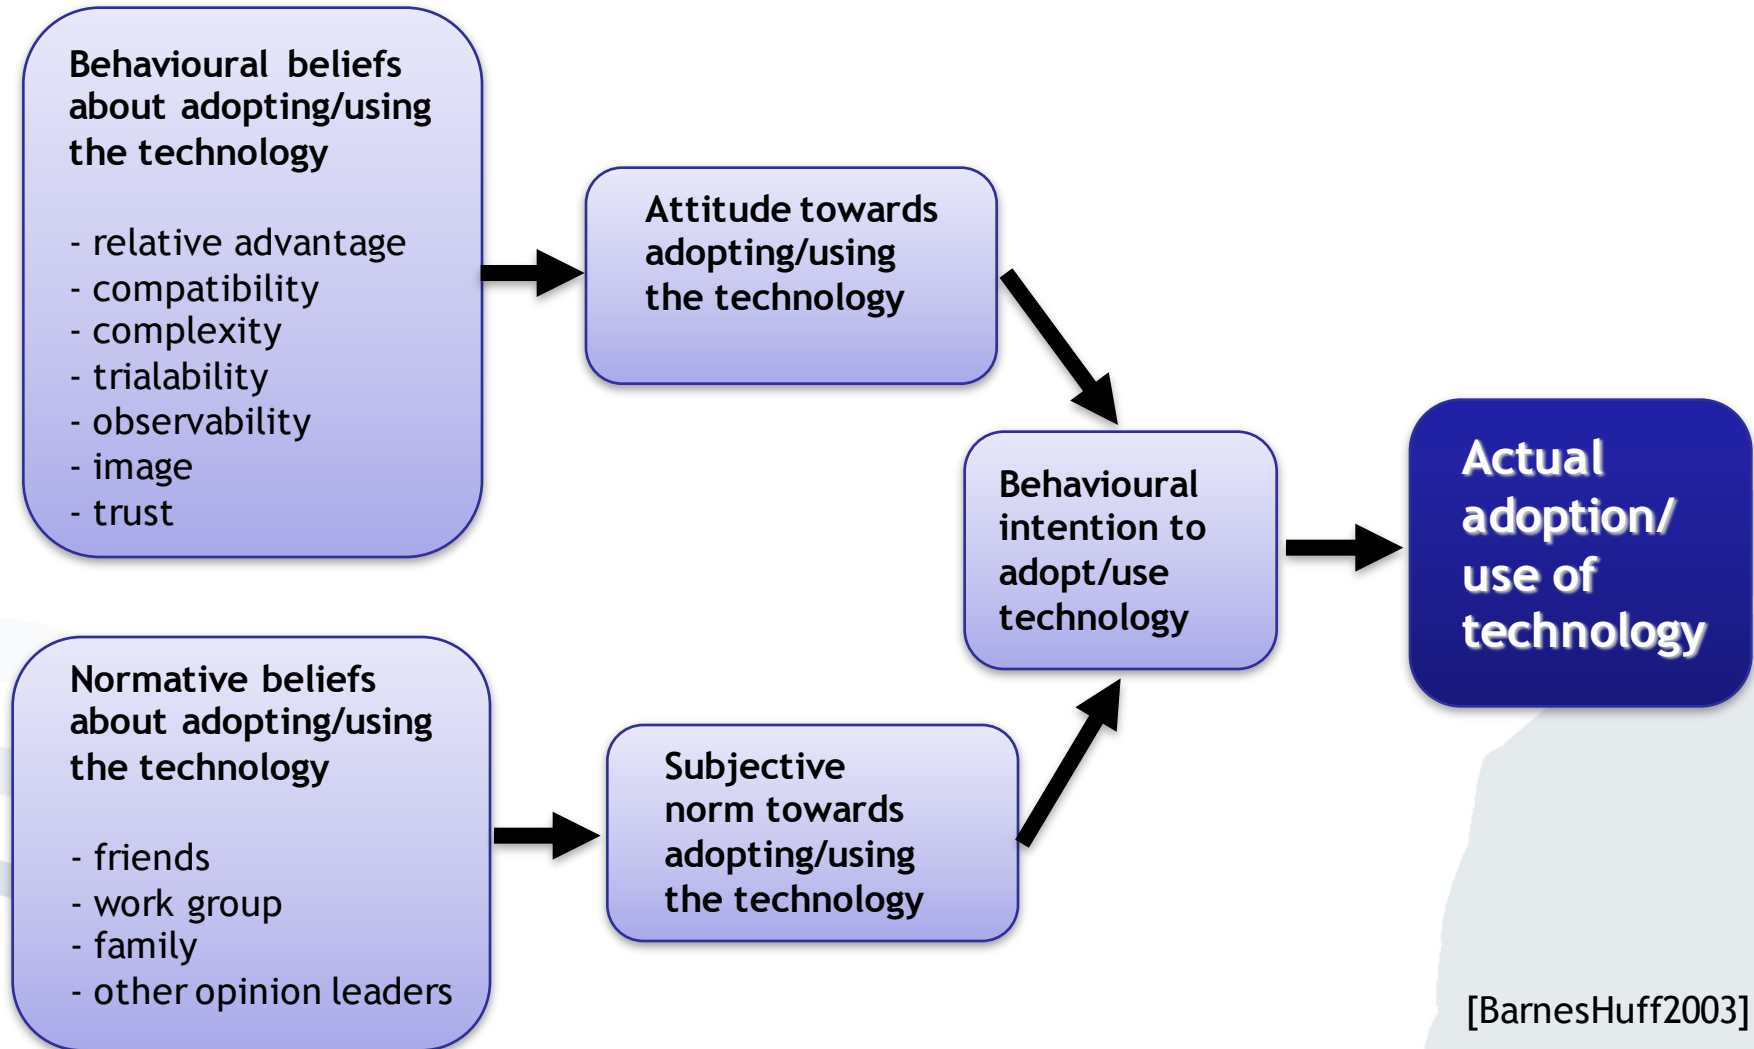 Behavioural beliefs
about adopting/using
the technology
- relative advantage
- compatibility
- complexity
- trialability
- observability
- image
- trust
Attitude towards
adopting/using
the technology
Normative beliefs
about adopting/using
the technology
- friends
- work group
- family
- other opinion leaders
Subjective
norm towards
adopting/using
the technology
Behavioural
intention to
adopt/use
technology
Actual
adoption/
use of
technology
[BarnesHuff2003]